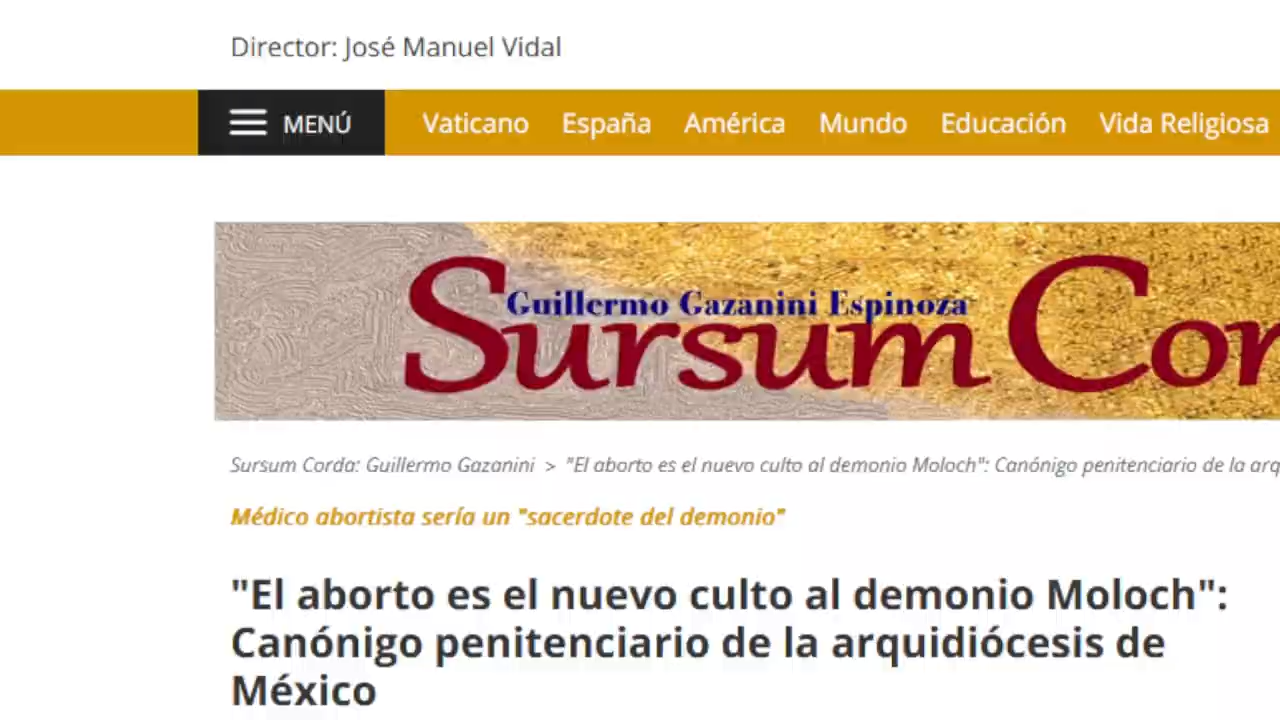 Director: José Manuel Vidal
MENÚ Vaticano España América Mundo Educación Vida Religiosa
Guillermo Gazanini Espinoza
Sursum Cor
Sursum Corda: Guillermo Gazanini > "El aborto es el nuevo culto al demonio Moloch": Canónigo penitenciario de la arq
Médico abortista sería un "sacerdote del demonio"
"El aborto es el nuevo culto al demonio Moloch":
Canónigo penitenciario de la arquidiócesis de
México